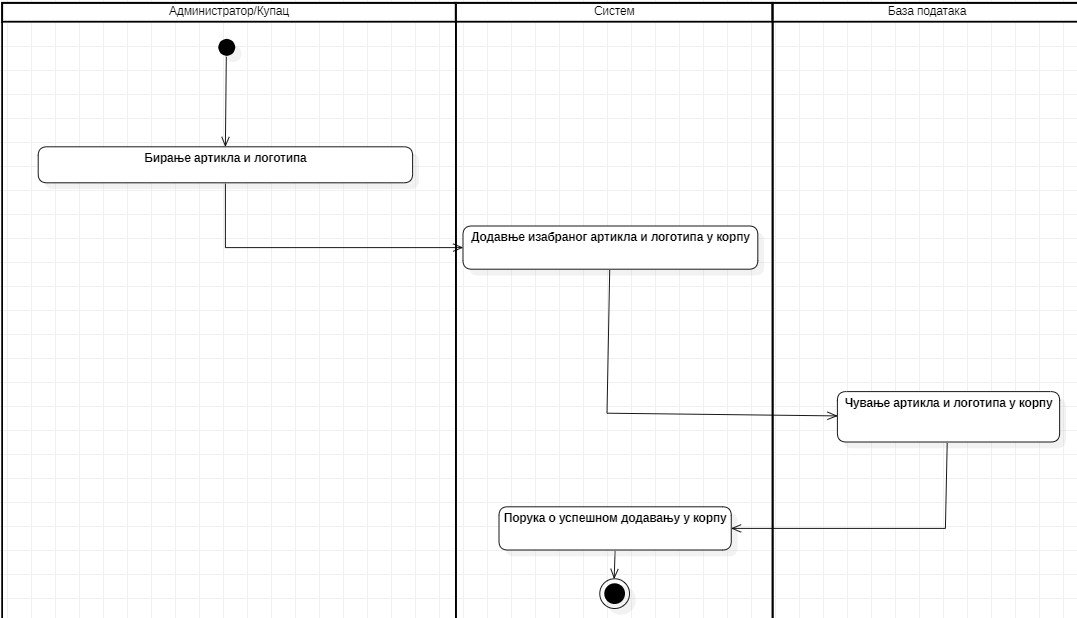 Администратор/Купац
Систем
База података
Бирање артикла и логотипа
Додавње изабраног артикла и логотипа у корпу
Чување артикла и логотипа у корпу
Порука о успешном додавању у корпу